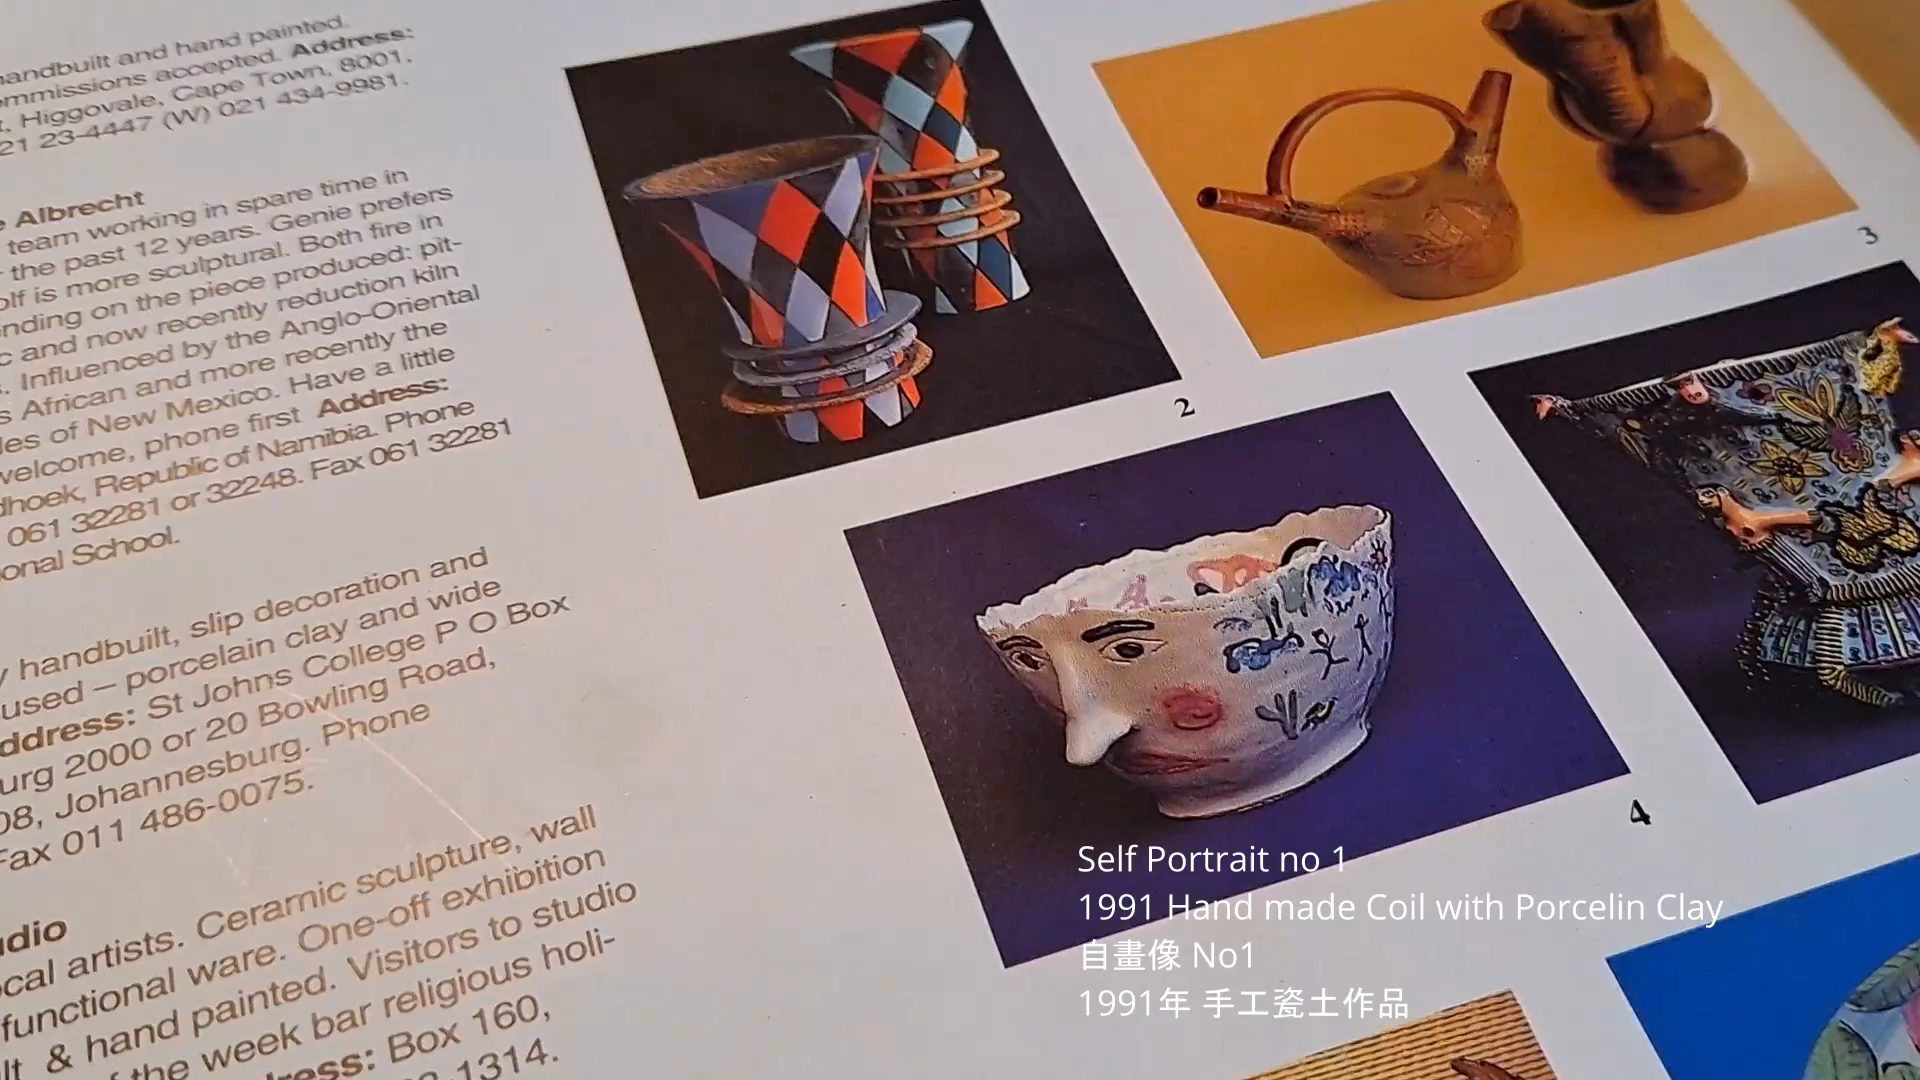 handbuilt and hand painted.
commissions accepted. Address:
Higgovale, Cape Town, 8001,
21 23-4447 (W) 021 434-9981.
Albrecht
team working in spare time in
the past 12 years. Genie prefers
olf is more sculptural. Both fire in
nding on the piece produced: pit-
c and now recently reduction kiln
Influenced by the Anglo-Oriental
s African and more recently the
les of New Mexico. Have a little
welcome, phone first Address:
dhoek, Republic of Namibia. Phone
061 32281 or 32248. Fax 061 32281
onal School.
y handbuilt, slip decoration and
used – porcelain clay and wide
ddress: St Johns College P O Box
urg 2000 or 20 Bowling Road,
08, Johannesburg. Phone
Fax 011 486-0075.
udio
cal artists. Ceramic sculpture, wall
functional ware. One-off exhibition
lt & hand painted. Visitors to studio
f the week bar religious holi-
dress: Box 160,
1314.
2
3
4
Self Portrait no 1
1991 Hand made Coil with Porcelin Clay
自畫像 No1
1991年 手工瓷土作品